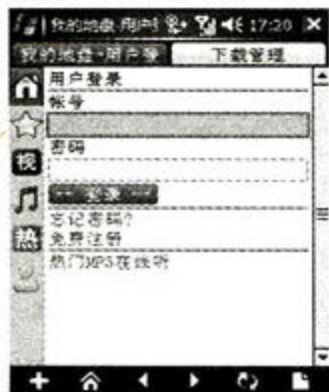 我的地盘-用户 17:20
我的地盘-用户登 下载管理
用户登录
帐号
视
密码
登录
忘记密码?
热
免费注册
热门MP3在线听